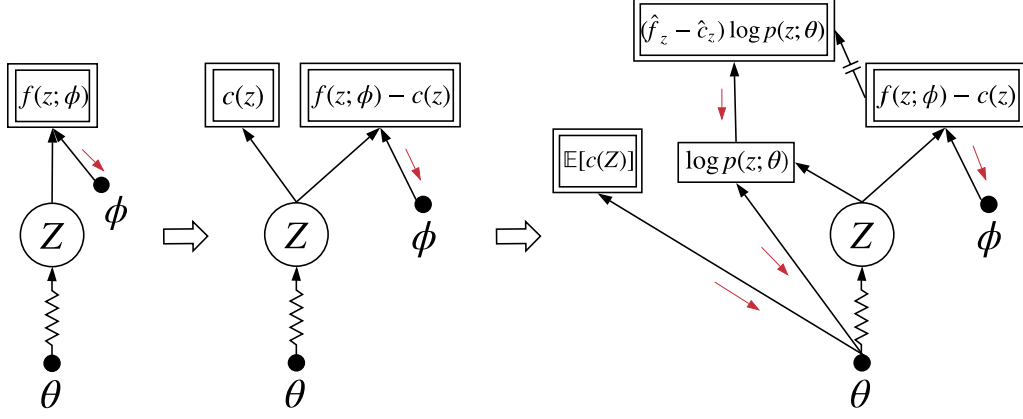 f(z; ϕ)
ϕ
Z
θ
c(z)
f(z; ϕ) − c(z)
ϕ
Z
θ
(f̂_z − ĉ_z) log p(z; θ)
f(z; ϕ) − c(z)
𝔼[c(Z)]
log p(z; θ)
ϕ
Z
θ